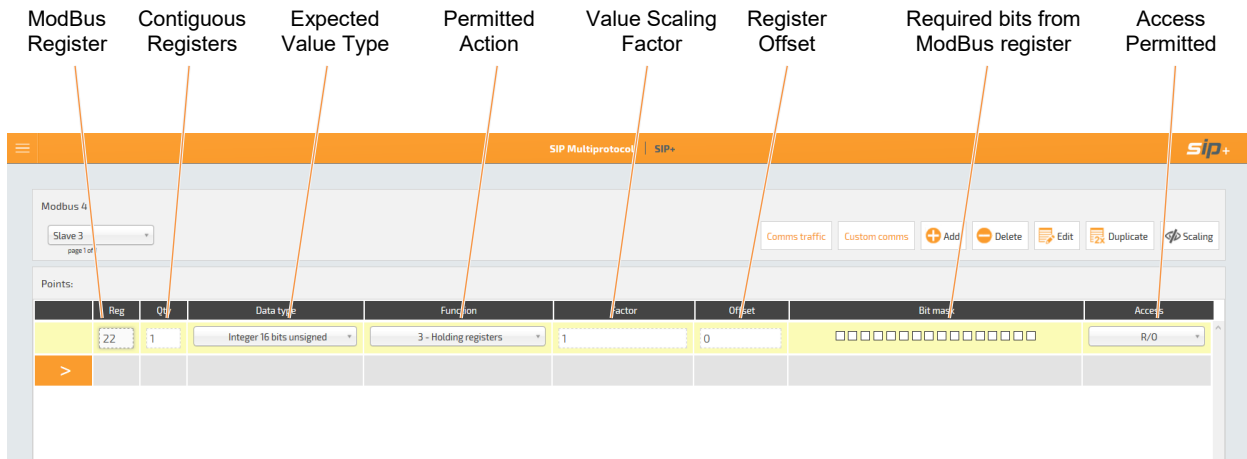 ModBus Register
Contiguous Registers
Expected Value Type
Permitted Action
Value Scaling Factor
Register Offset
Required bits from ModBus register
Access Permitted
SIP Multiprotocol | SIP+
sip+
Modbus 4
Slave 3
page 1 of
Comms traffic
Custom comms
Add
Delete
Edit
2x Duplicate
Scaling
Points:
Reg Qty Data type Function Factor Offset Bit mask Access
22 1 Integer 16 bits unsigned 3 - Holding registers 1 0 R/O
>